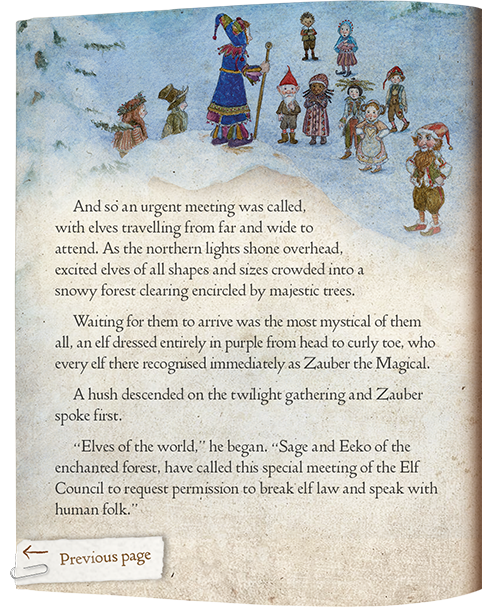 And so an urgent meeting was called,
with elves travelling from far and wide to
attend. As the northern lights shone overhead,
excited elves of all shapes and sizes crowded into a
snowy forest clearing encircled by majestic trees.
Waiting for them to arrive was the most mystical of them
all, an elf dressed entirely in purple from head to curly toe, who
every elf there recognised immediately as Zauber the Magical.
A hush descended on the twilight gathering and Zauber
spoke first.
“Elves of the world,” he began. “Sage and Eeko of the
enchanted forest, have called this special meeting of the Elf
Council to request permission to break elf law and speak with
human folk.”
Previous page